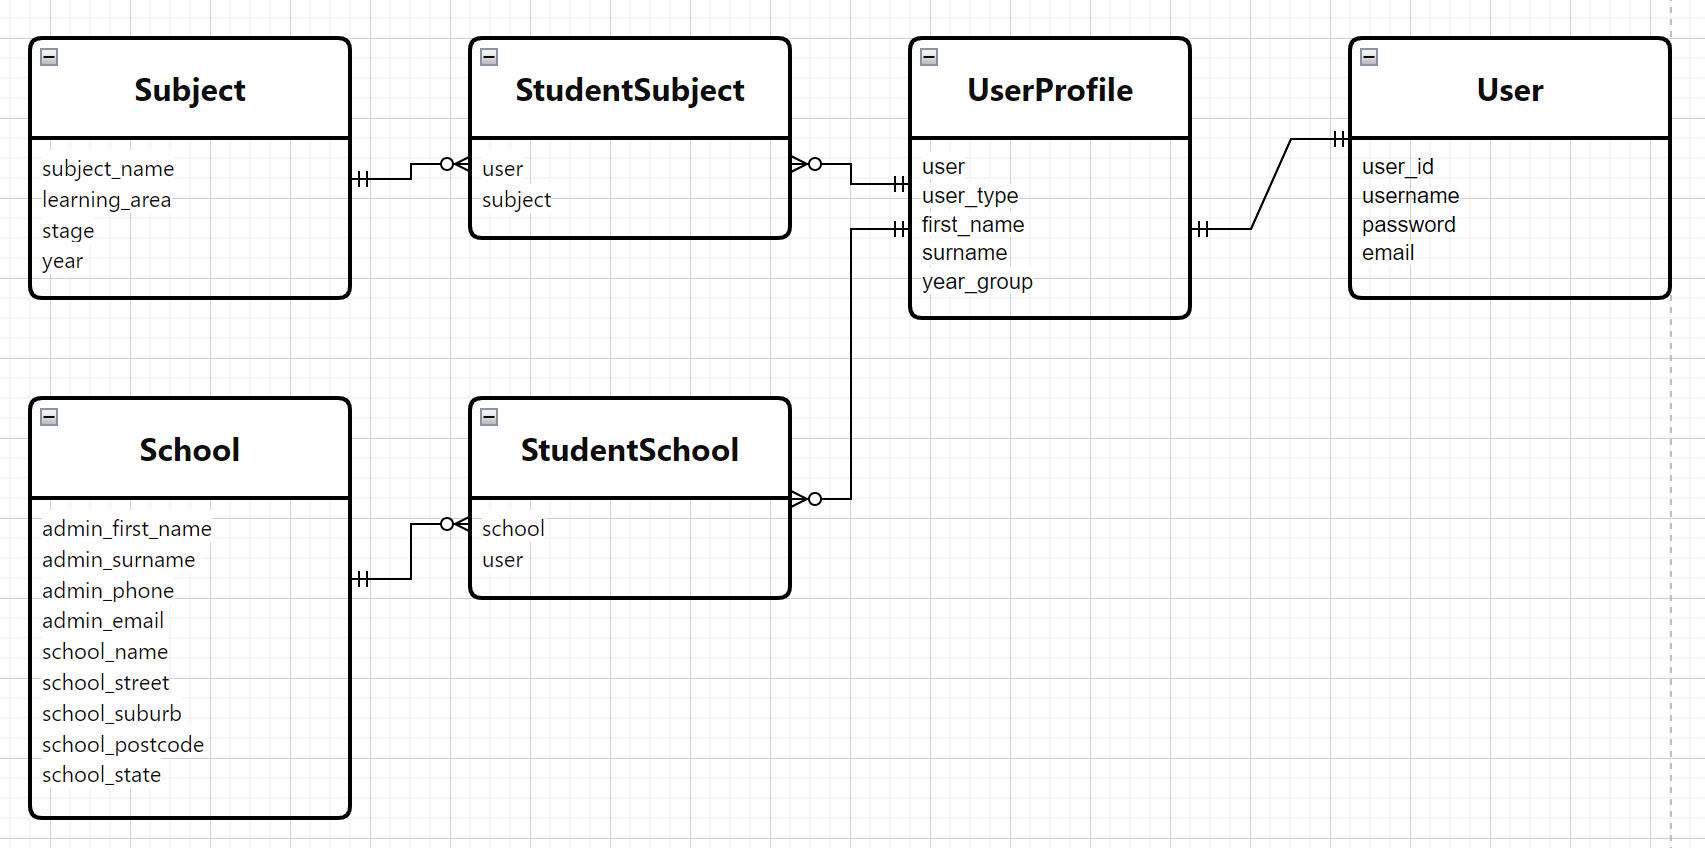 Subject
subject_name
learning_area
stage
year
StudentSubject
user
subject
UserProfile
user
user_type
first_name
surname
year_group
User
user_id
username
password
email
School
admin_first_name
admin_surname
admin_phone
admin_email
school_name
school_street
school_suburb
school_postcode
school_state
StudentSchool
school
user